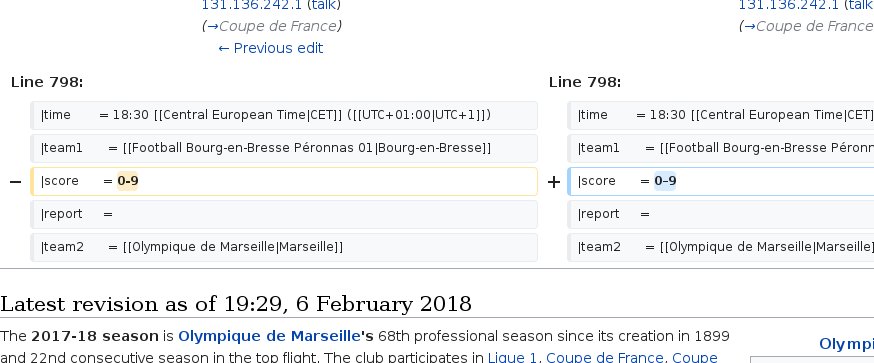 131.136.242.1 (talk)
(→Coupe de France)
← Previous edit
131.136.242.1 (talk
(→Coupe de France
Line 798:
Line 798:
|time = 18:30 [[Central European Time|CET]] ([[UTC+01:00|UTC+1]])
|time = 18:30 [[Central European Time|CET]
|team1 = [[Football Bourg-en-Bresse Péronnas 01|Bourg-en-Bresse]]
|team1 = [[Football Bourg-en-Bresse Péronn
− |score = 0-9
+ |score = 0–9
|report =
|report =
|team2 = [[Olympique de Marseille|Marseille]]
|team2 = [[Olympique de Marseille|Marseille]
Latest revision as of 19:29, 6 February 2018
The 2017-18 season is Olympique de Marseille's 68th professional season since its creation in 1899
and 22nd consecutive season in the top flight. The club participates in Ligue 1, Coupe de France, Coupe
Olympi